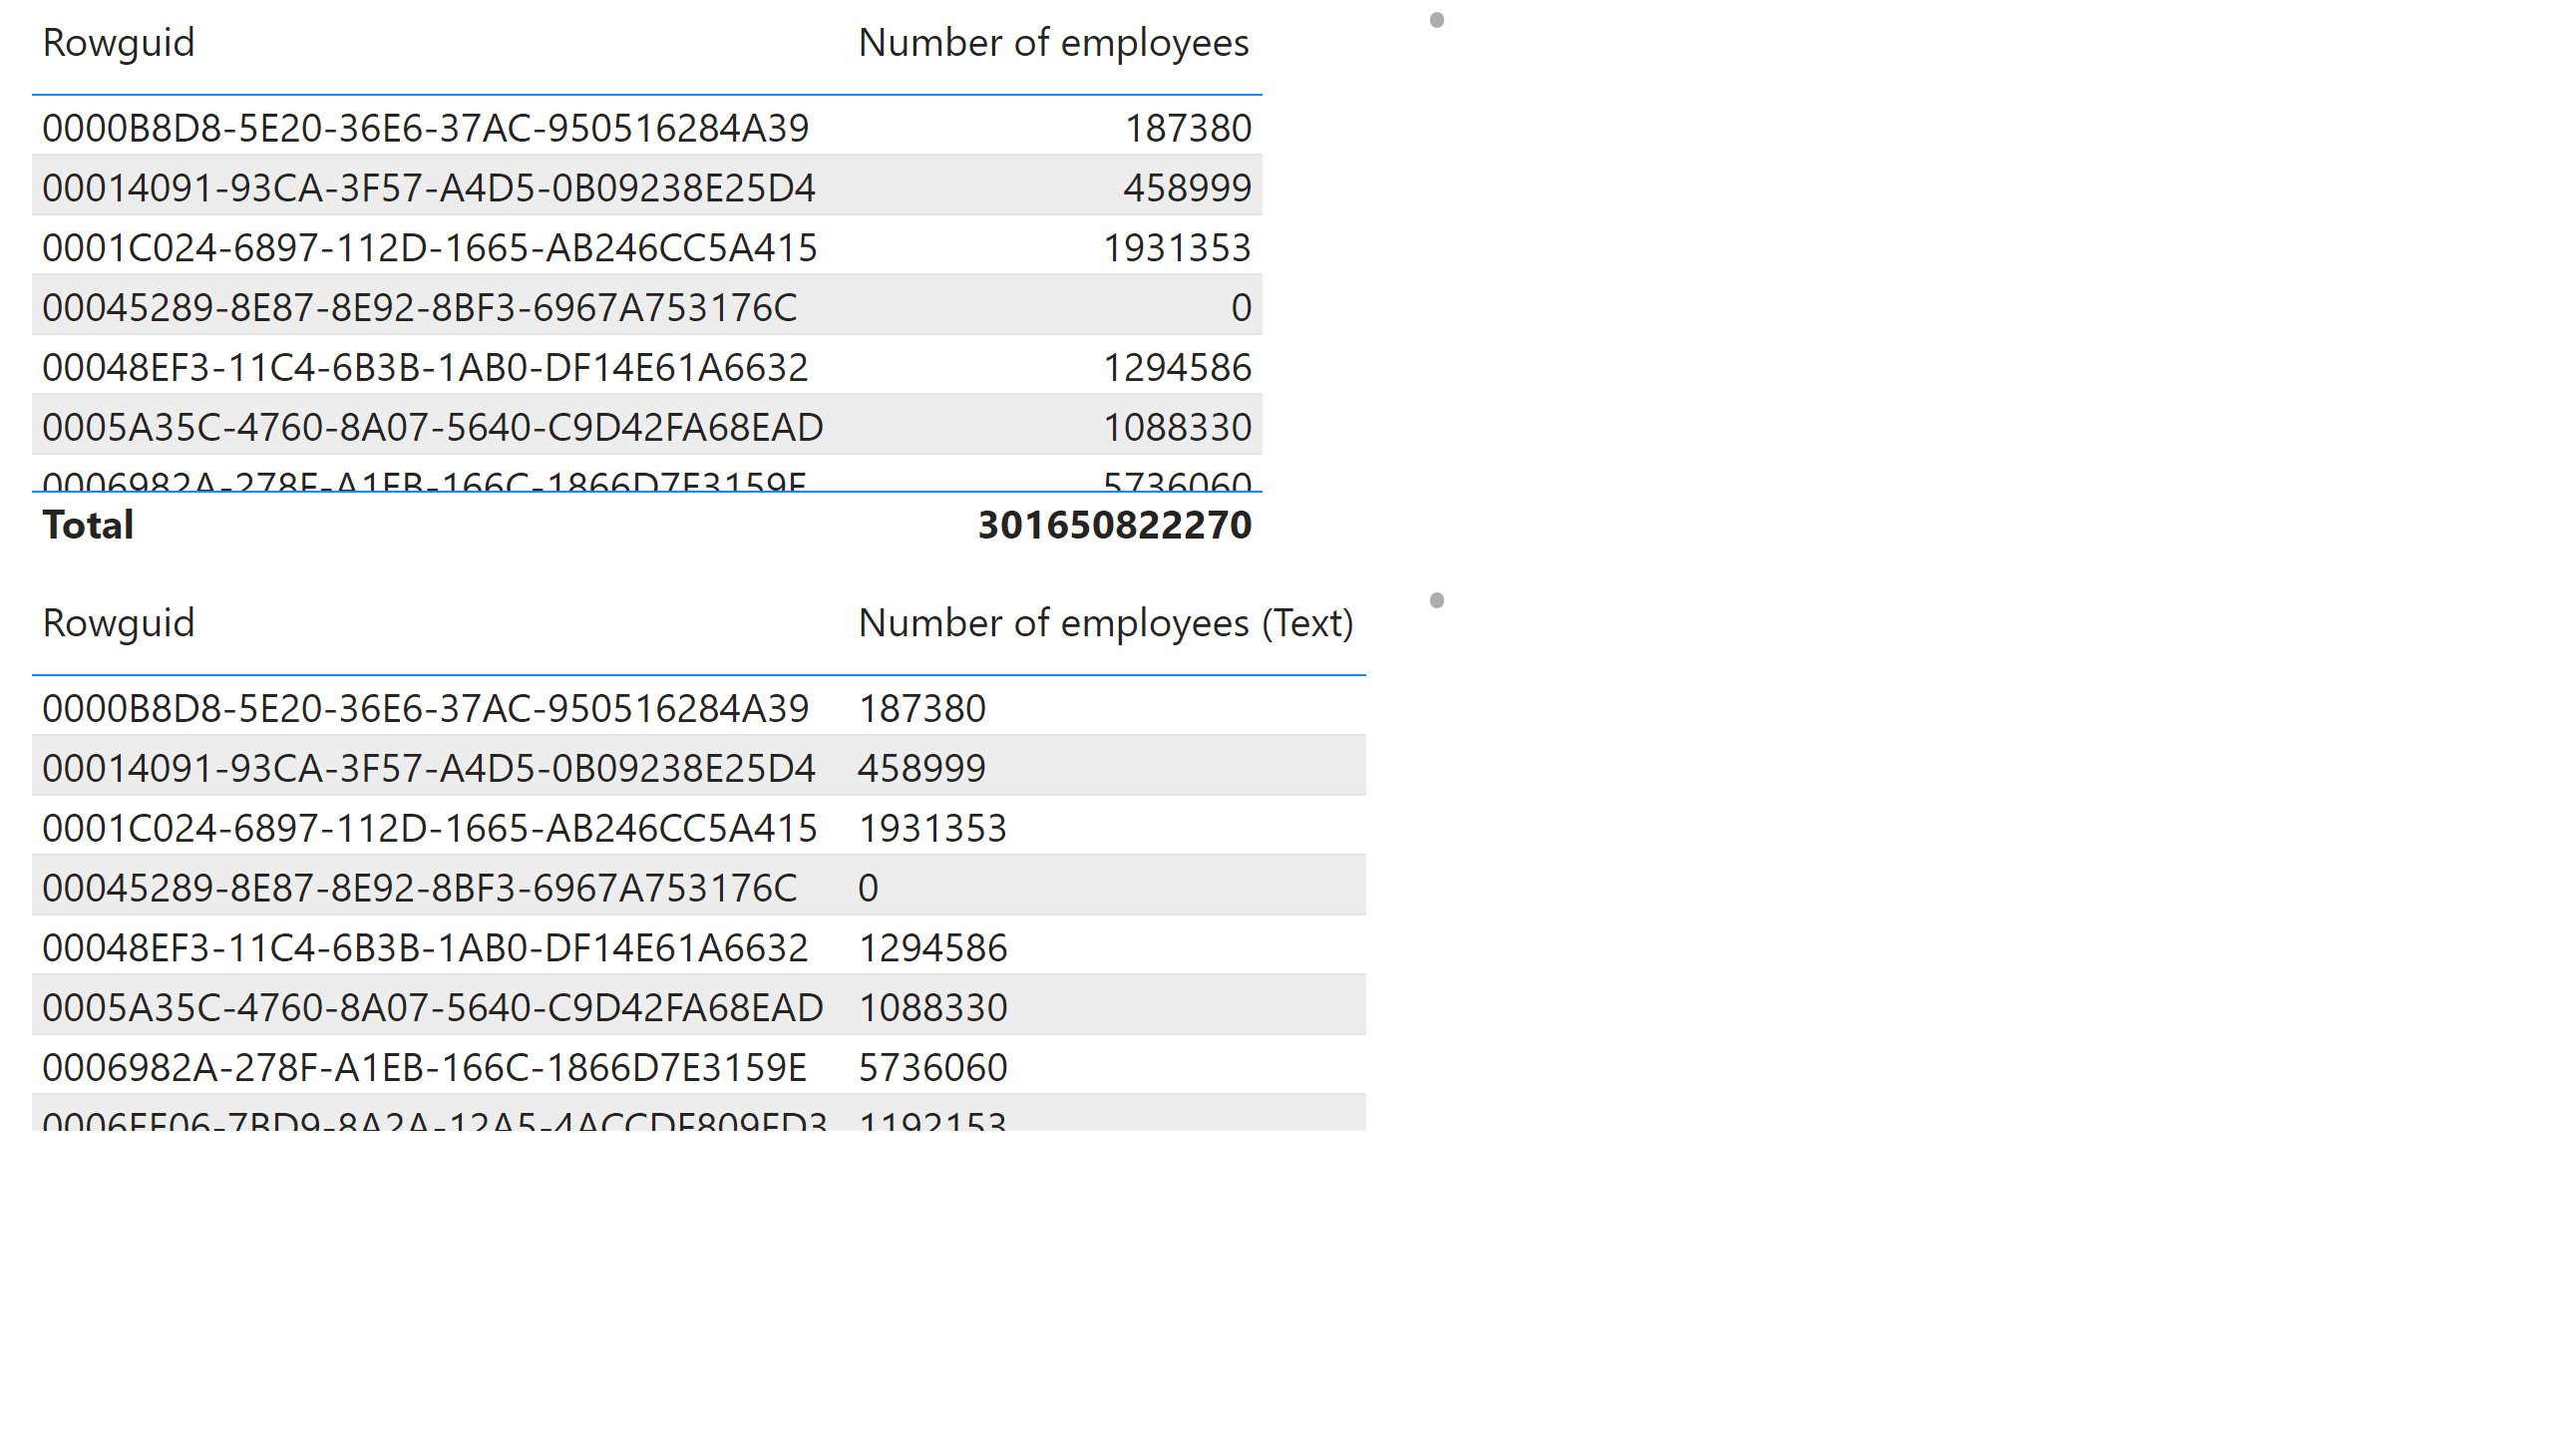 Rowguid Number of employees
0000B8D8-5E20-36E6-37AC-950516284A39 187380
00014091-93CA-3F57-A4D5-0B09238E25D4 458999
0001C024-6897-112D-1665-AB246CC5A415 1931353
00045289-8E87-8E92-8BF3-6967A753176C 0
00048EF3-11C4-6B3B-1AB0-DF14E61A6632 1294586
0005A35C-4760-8A07-5640-C9D42FA68EAD 1088330
0006982A-278F-A1EB-166C-1866D7E3159E 5736060
Total 301650822270
Rowguid Number of employees (Text)
0000B8D8-5E20-36E6-37AC-950516284A39 187380
00014091-93CA-3F57-A4D5-0B09238E25D4 458999
0001C024-6897-112D-1665-AB246CC5A415 1931353
00045289-8E87-8E92-8BF3-6967A753176C 0
00048EF3-11C4-6B3B-1AB0-DF14E61A6632 1294586
0005A35C-4760-8A07-5640-C9D42FA68EAD 1088330
0006982A-278F-A1EB-166C-1866D7E3159E 5736060
1192153